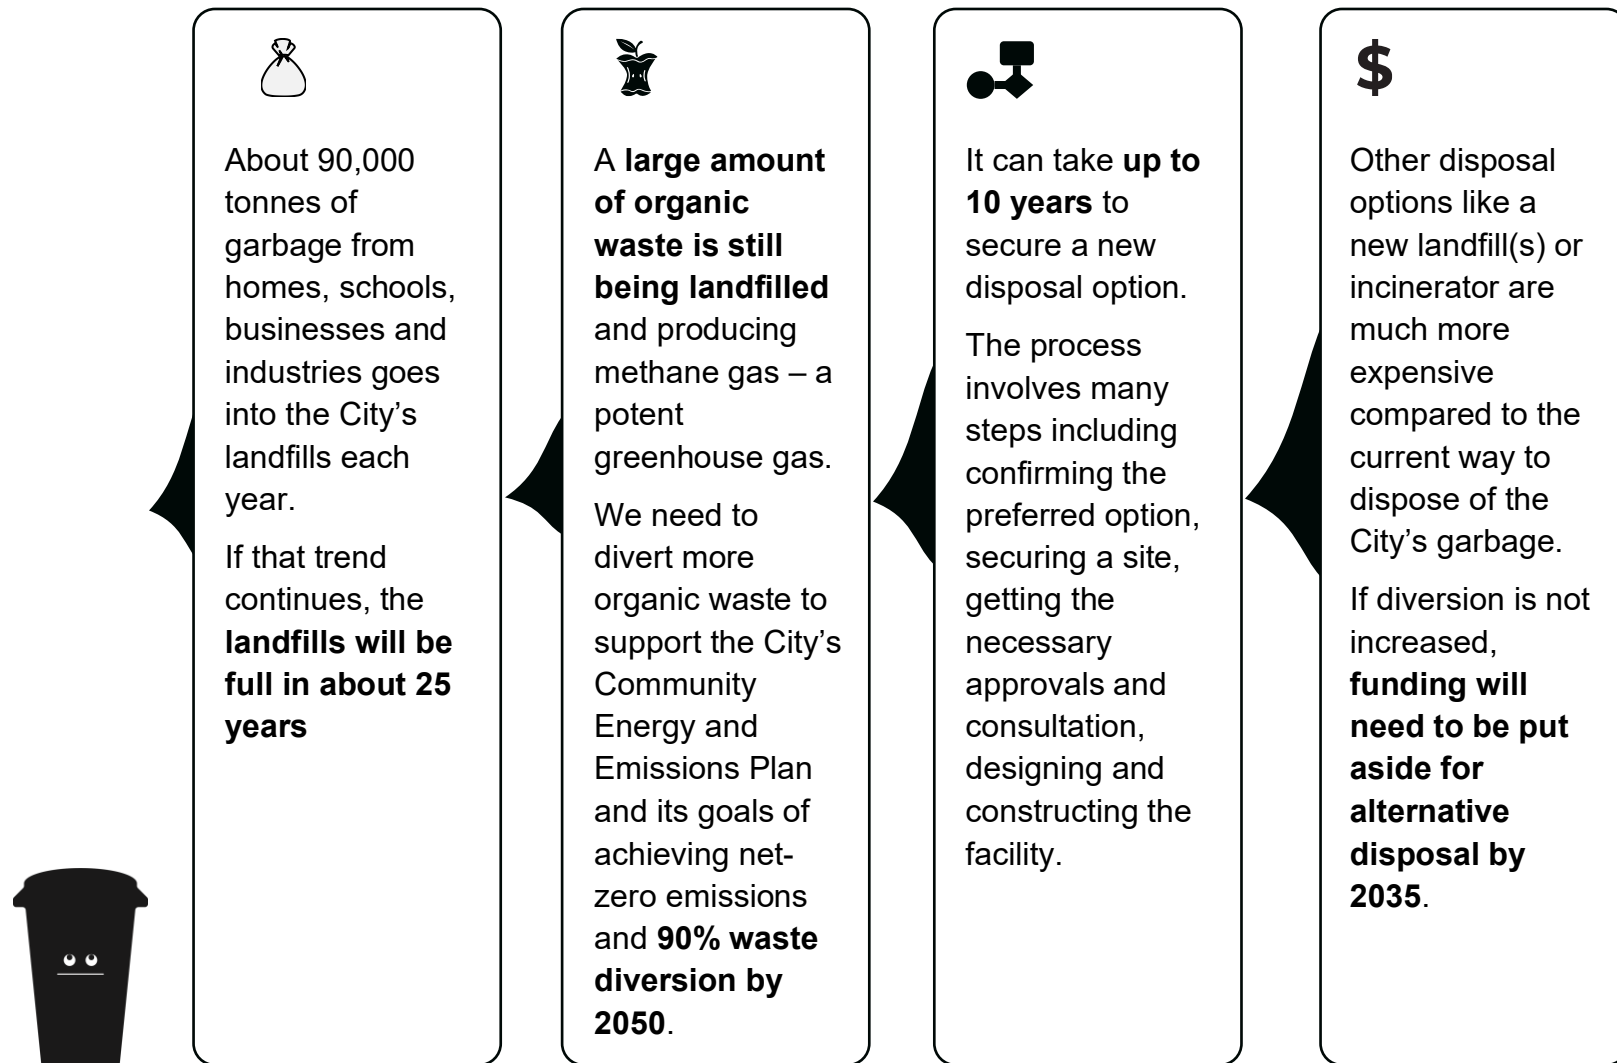 About 90,000
tonnes of
garbage from
homes, schools,
businesses and
industries goes
into the City’s
landfills each
year.
If that trend
continues, the
landfills will be
full in about 25
years
A large amount
of organic
waste is still
being landfilled
and producing
methane gas – a
potent
greenhouse gas.
We need to
divert more
organic waste to
support the City’s
Community
Energy and
Emissions Plan
and its goals of
achieving net-
zero emissions
and 90% waste
diversion by
2050.
It can take up to
10 years to
secure a new
disposal option.
The process
involves many
steps including
confirming the
preferred option,
securing a site,
getting the
necessary
approvals and
consultation,
designing and
constructing the
facility.
$
Other disposal
options like a
new landfill(s) or
incinerator are
much more
expensive
compared to the
current way to
dispose of the
City’s garbage.
If diversion is not
increased,
funding will
need to be put
aside for
alternative
disposal by
2035.